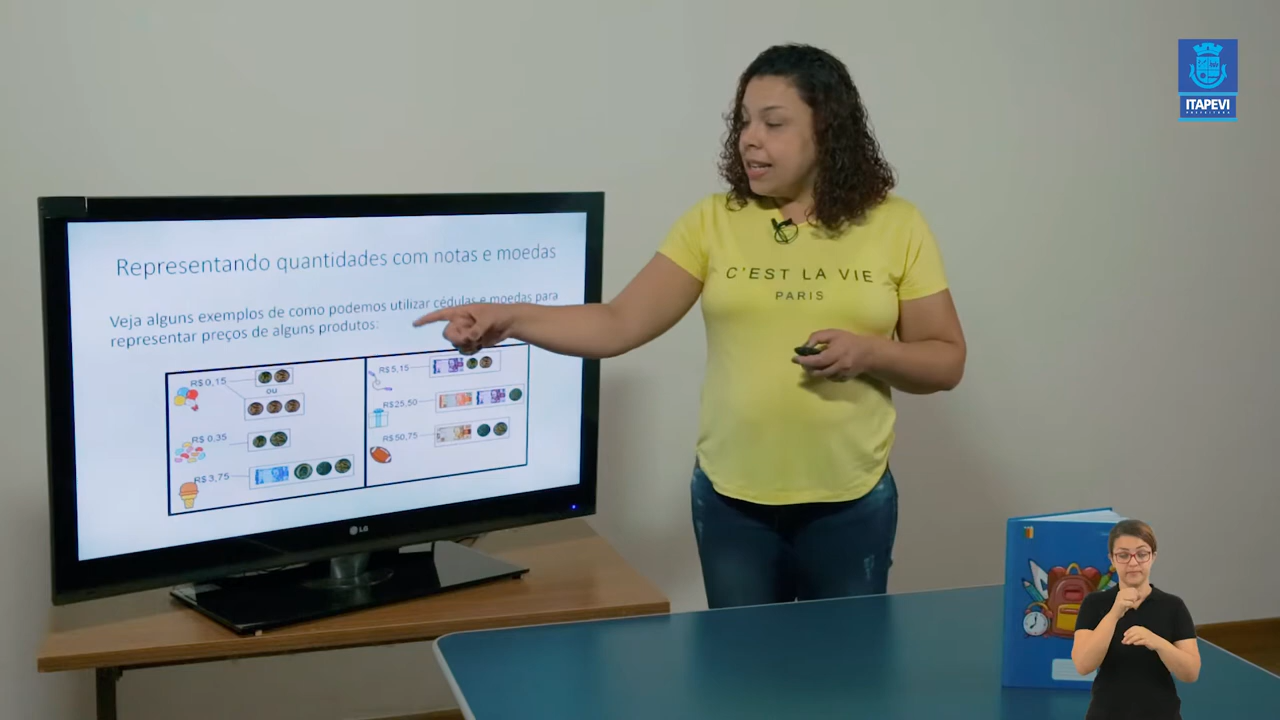 ITAPEVI
PREFEITURA
Representando quantidades com notas e moedas
Veja alguns exemplos de como podemos utilizar cédulas e moedas para
representar preços de alguns produtos:
R$0,15
ou
R$ 0,35
R$3,75
R$5,15
R$25,50
R$50,75
LG
C'EST LA VIE
PARIS